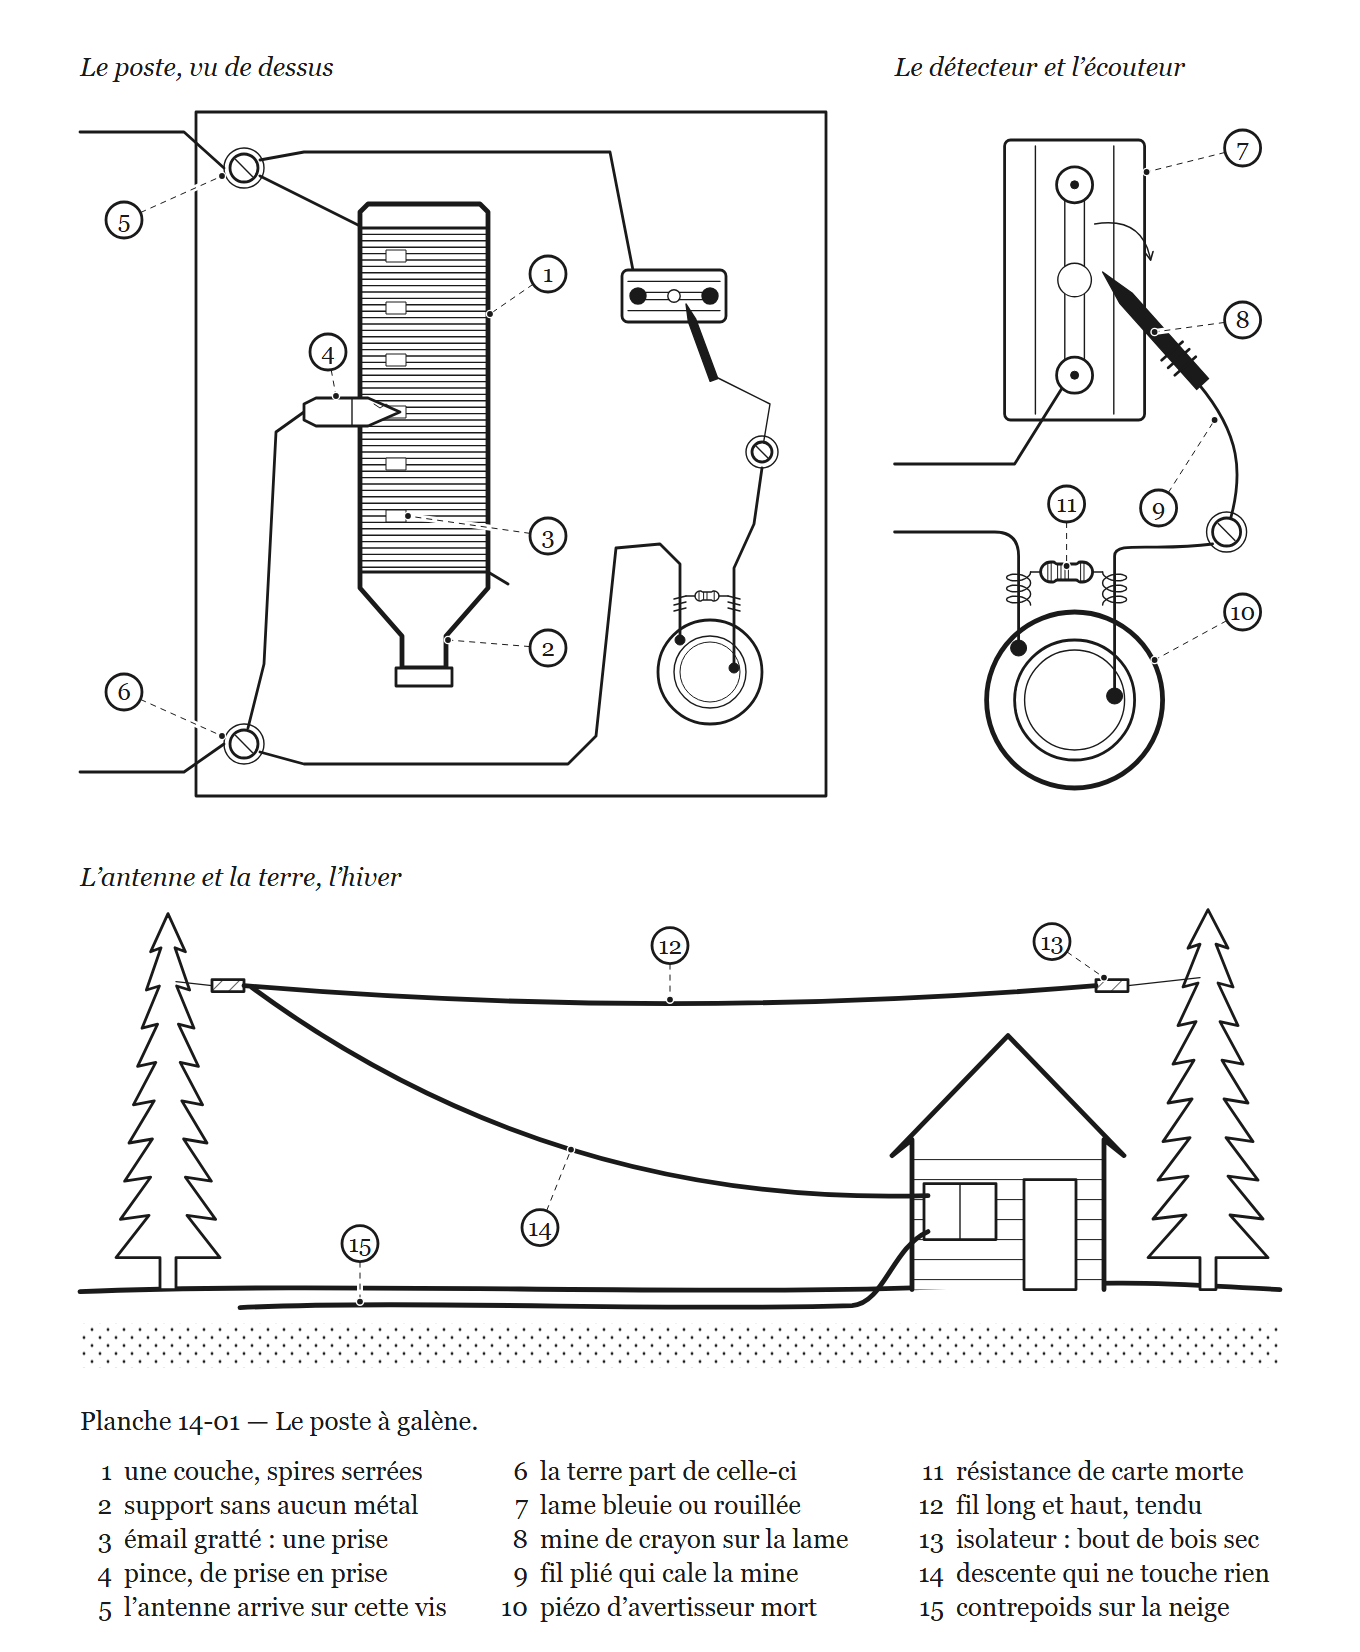 Le poste, vu de dessus
Le détecteur et l’écouteur
5
1
4
3
2
6
7
8
9
11
10
L’antenne et la terre, l’hiver
12
13
14
15
Planche 14-01 — Le poste à galène.
1 une couche, spires serrées
2 support sans aucun métal
3 émail gratté : une prise
4 pince, de prise en prise
5 l’antenne arrive sur cette vis
6 la terre part de celle-ci
7 lame bleuie ou rouillée
8 mine de crayon sur la lame
9 fil plié qui cale la mine
10 piézo d’avertisseur mort
11 résistance de carte morte
12 fil long et haut, tendu
13 isolateur : bout de bois sec
14 descente qui ne touche rien
15 contrepoids sur la neige